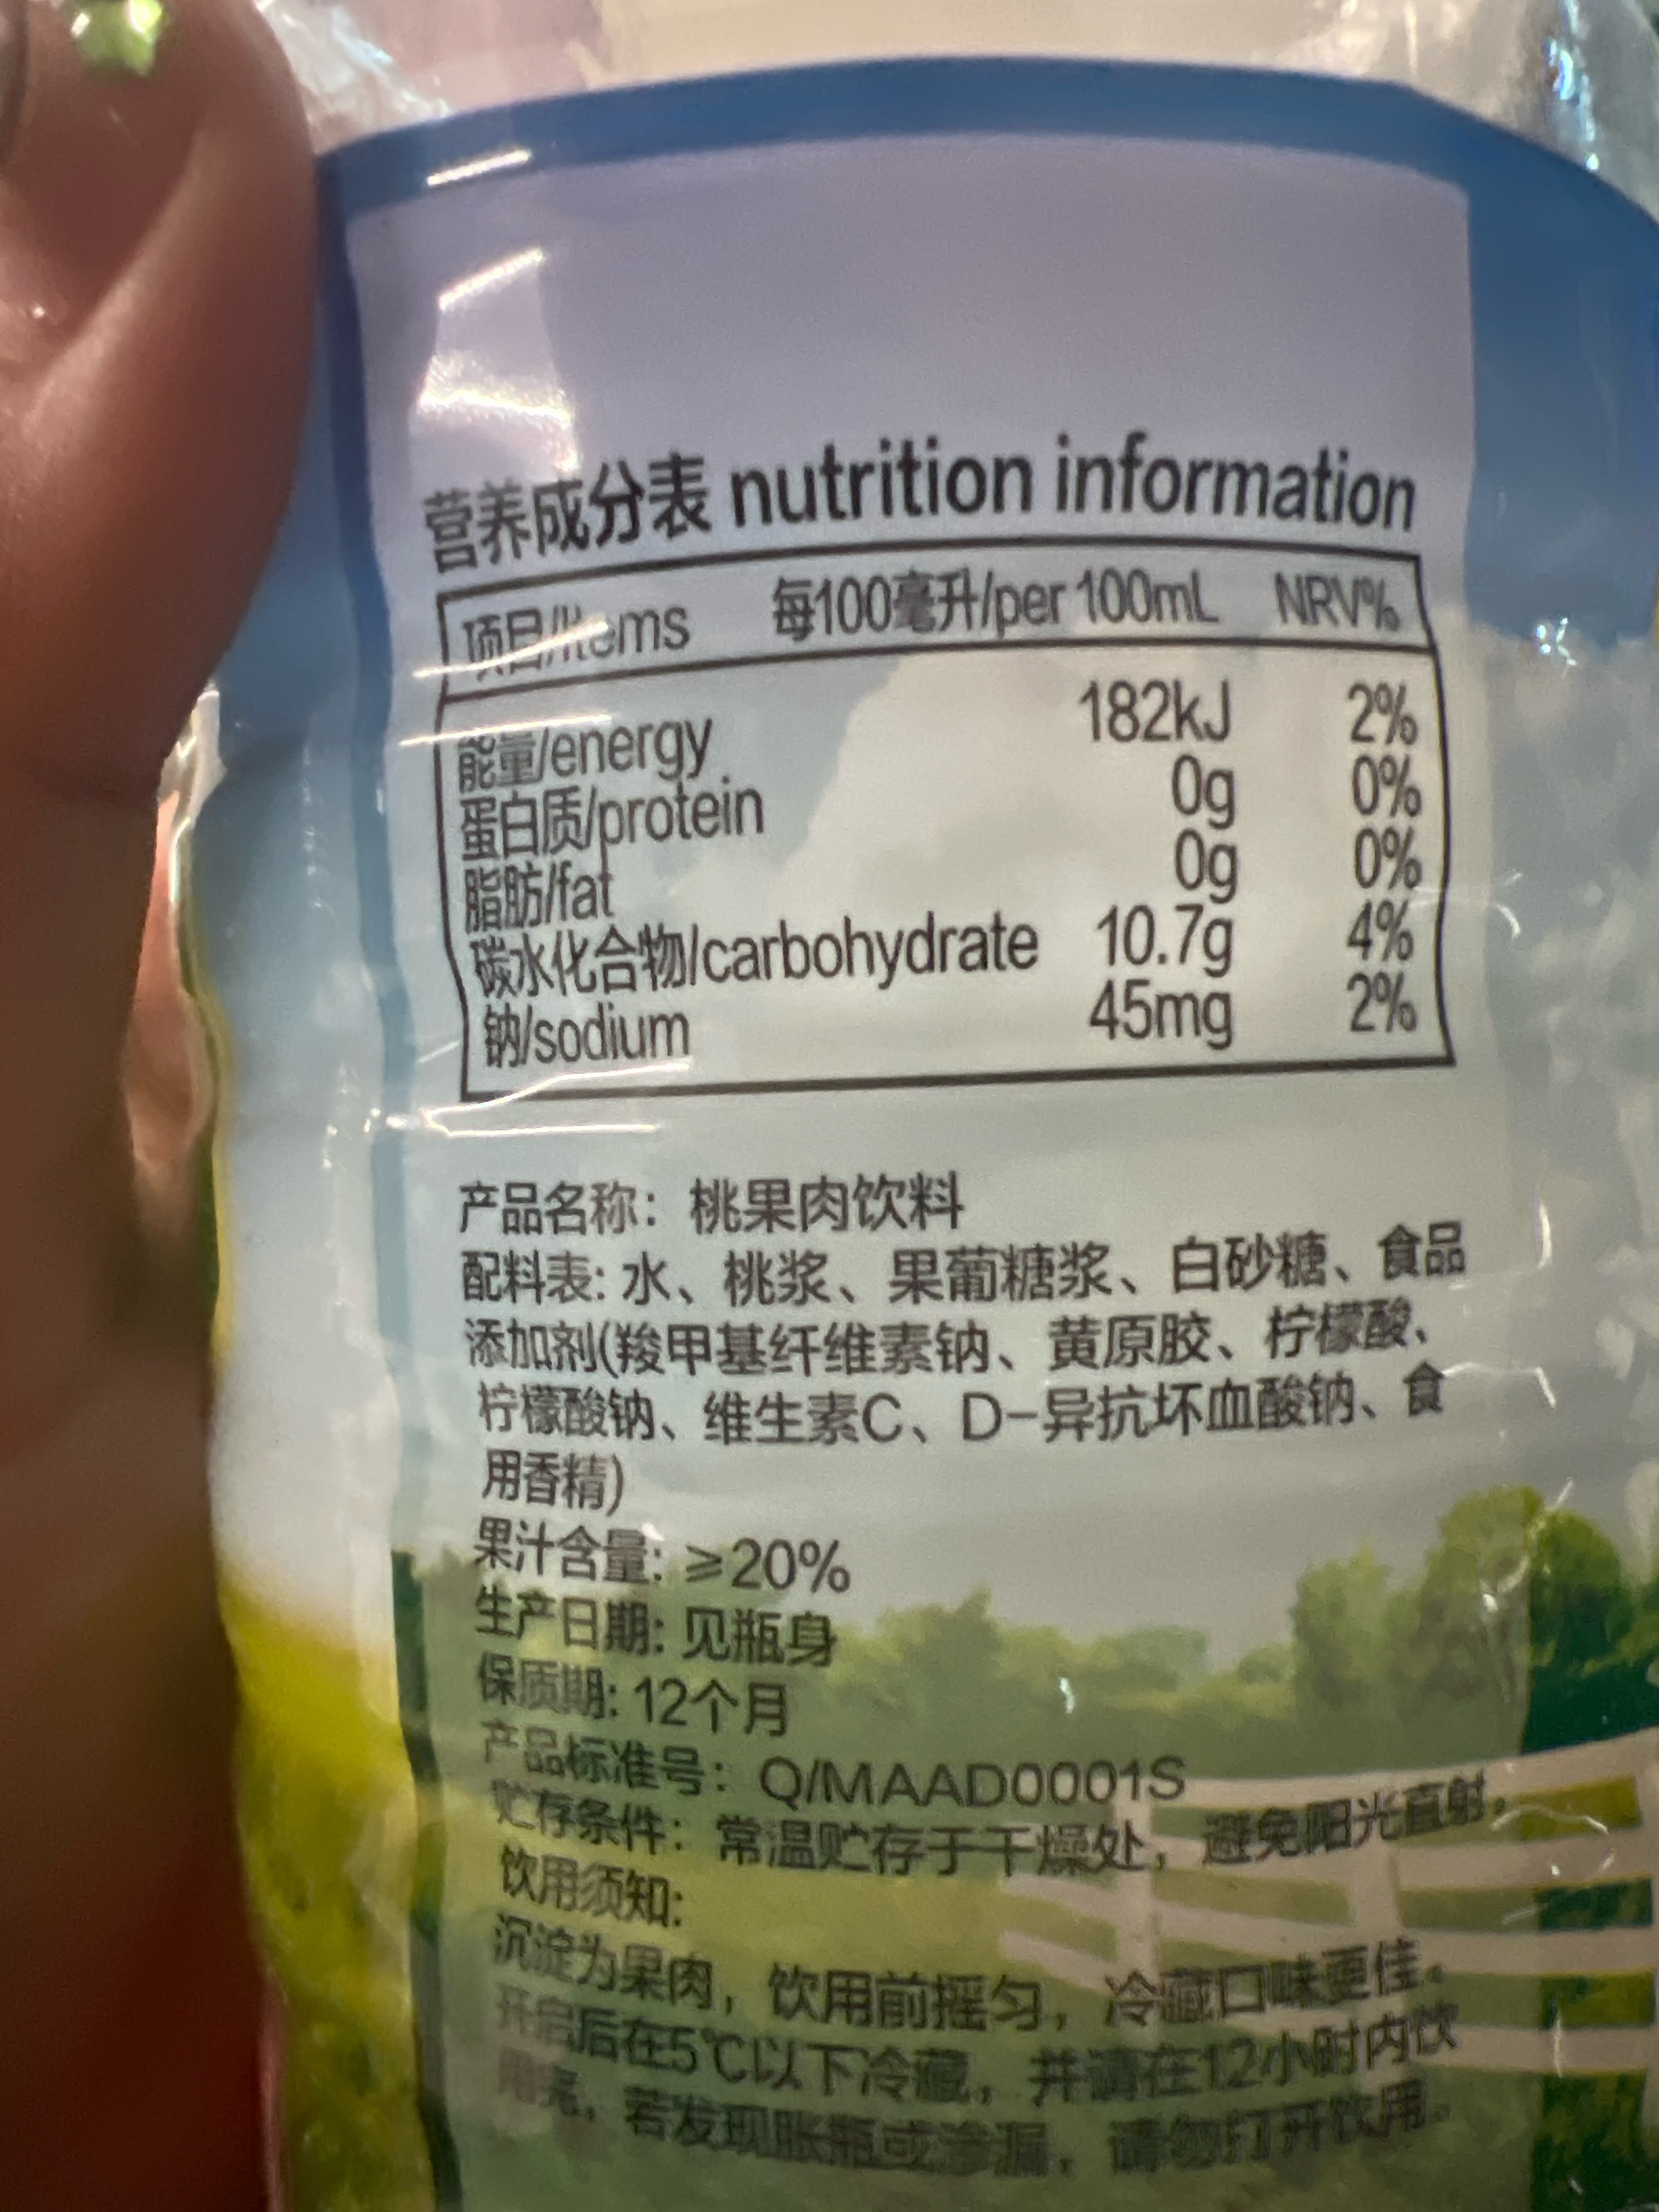 营养成分表 nutrition information
项目/items 每100毫升/per 100mL NRV%
能量/energy 182kJ 2%
蛋白质/protein 0g 0%
脂肪/fat 0g 0%
碳水化合物/carbohydrate 10.7g 4%
钠/sodium 45mg 2%
产品名称：桃果肉饮料
配料表: 水、桃浆、果葡糖浆、白砂糖、食品
添加剂(羧甲基纤维素钠、黄原胶、柠檬酸、
柠檬酸钠、维生素C、D-异抗坏血酸钠、食
用香精)
果汁含量: ≥20%
生产日期: 见瓶身
保质期: 12个月
产品标准号：Q/MAAD0001S
贮存条件：常温贮存于干燥处，避免阳光直射。
饮用须知:
沉淀为果肉，饮用前摇匀，冷藏口味更佳。
开启后在5℃以下冷藏，并请在12小时内饮
用完，若发现胀瓶或渗漏，请勿打开饮用。